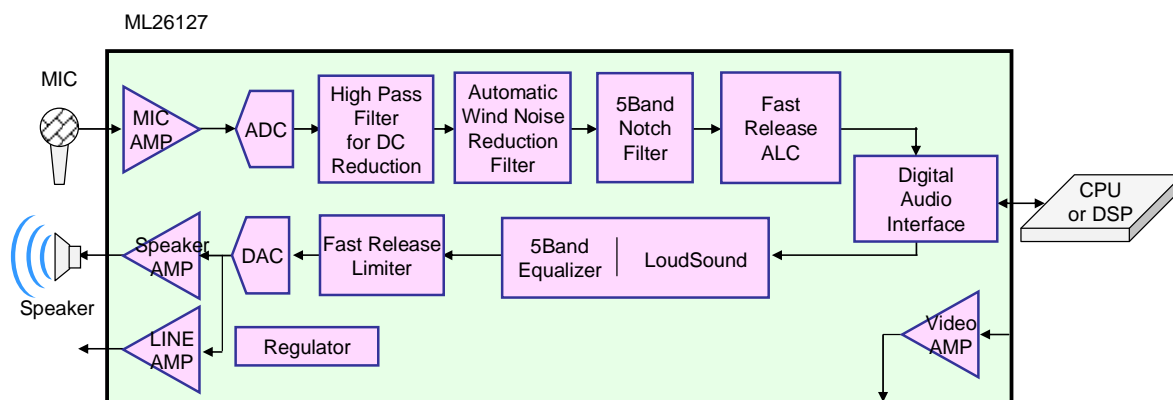 ML26127
MIC
MIC
AMP
ADC
High Pass
Filter
for DC
Reduction
Automatic
Wind Noise
Reduction
Filter
5Band
Notch
Filter
Fast
Release
ALC
Digital
Audio
Interface
CPU
or DSP
Speaker
Speaker
AMP
DAC
Fast Release
Limiter
5Band
Equalizer
LoudSound
LINE
AMP
Regulator
Video
AMP